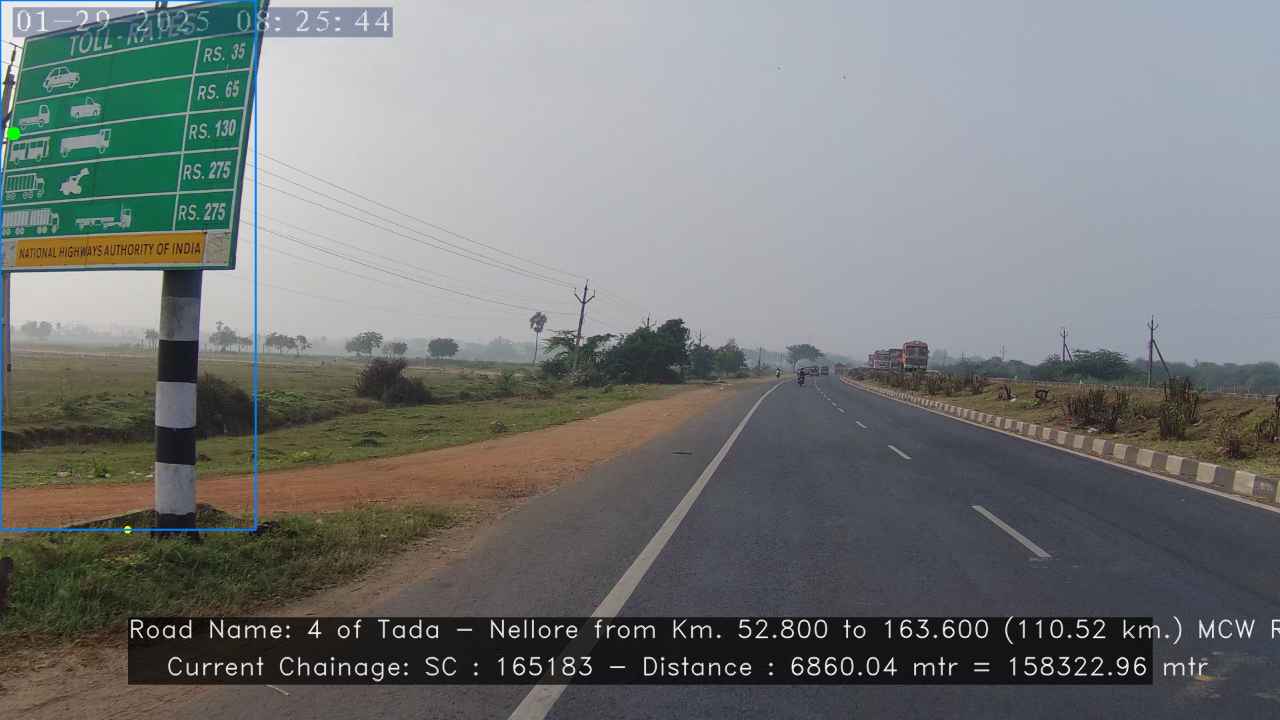 01-29-2025 08:25:44
TOLL-RATES
RS. 35
RS. 65
RS. 130
RS. 275
RS. 275
NATIONAL HIGHWAYS AUTHORITY OF INDIA
Road Name: 4 of Tada - Nellore from Km. 52.800 to 163.600 (110.52 km.) MCW R
Current Chainage: SC : 165183 - Distance : 6860.04 mtr = 158322.96 mtr